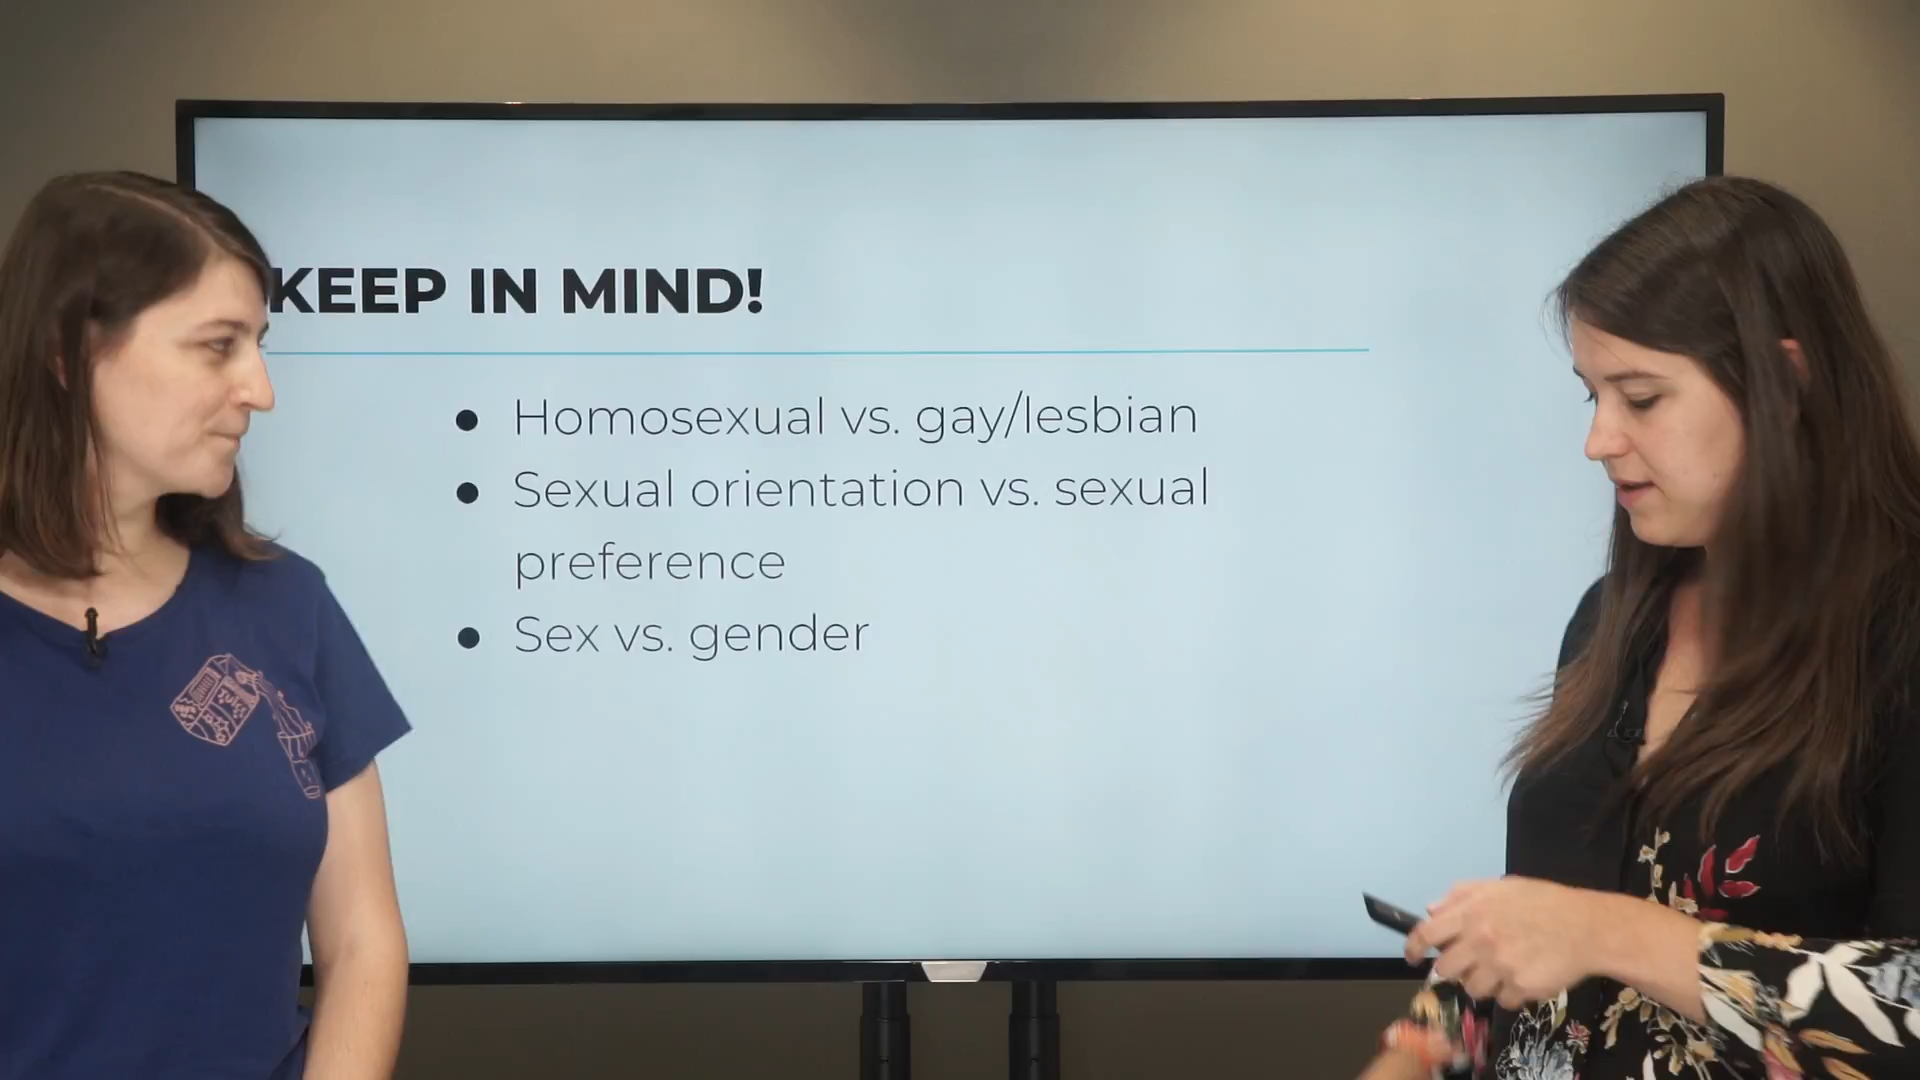 KEEP IN MIND!
● Homosexual vs. gay/lesbian
● Sexual orientation vs. sexual
preference
● Sex vs. gender